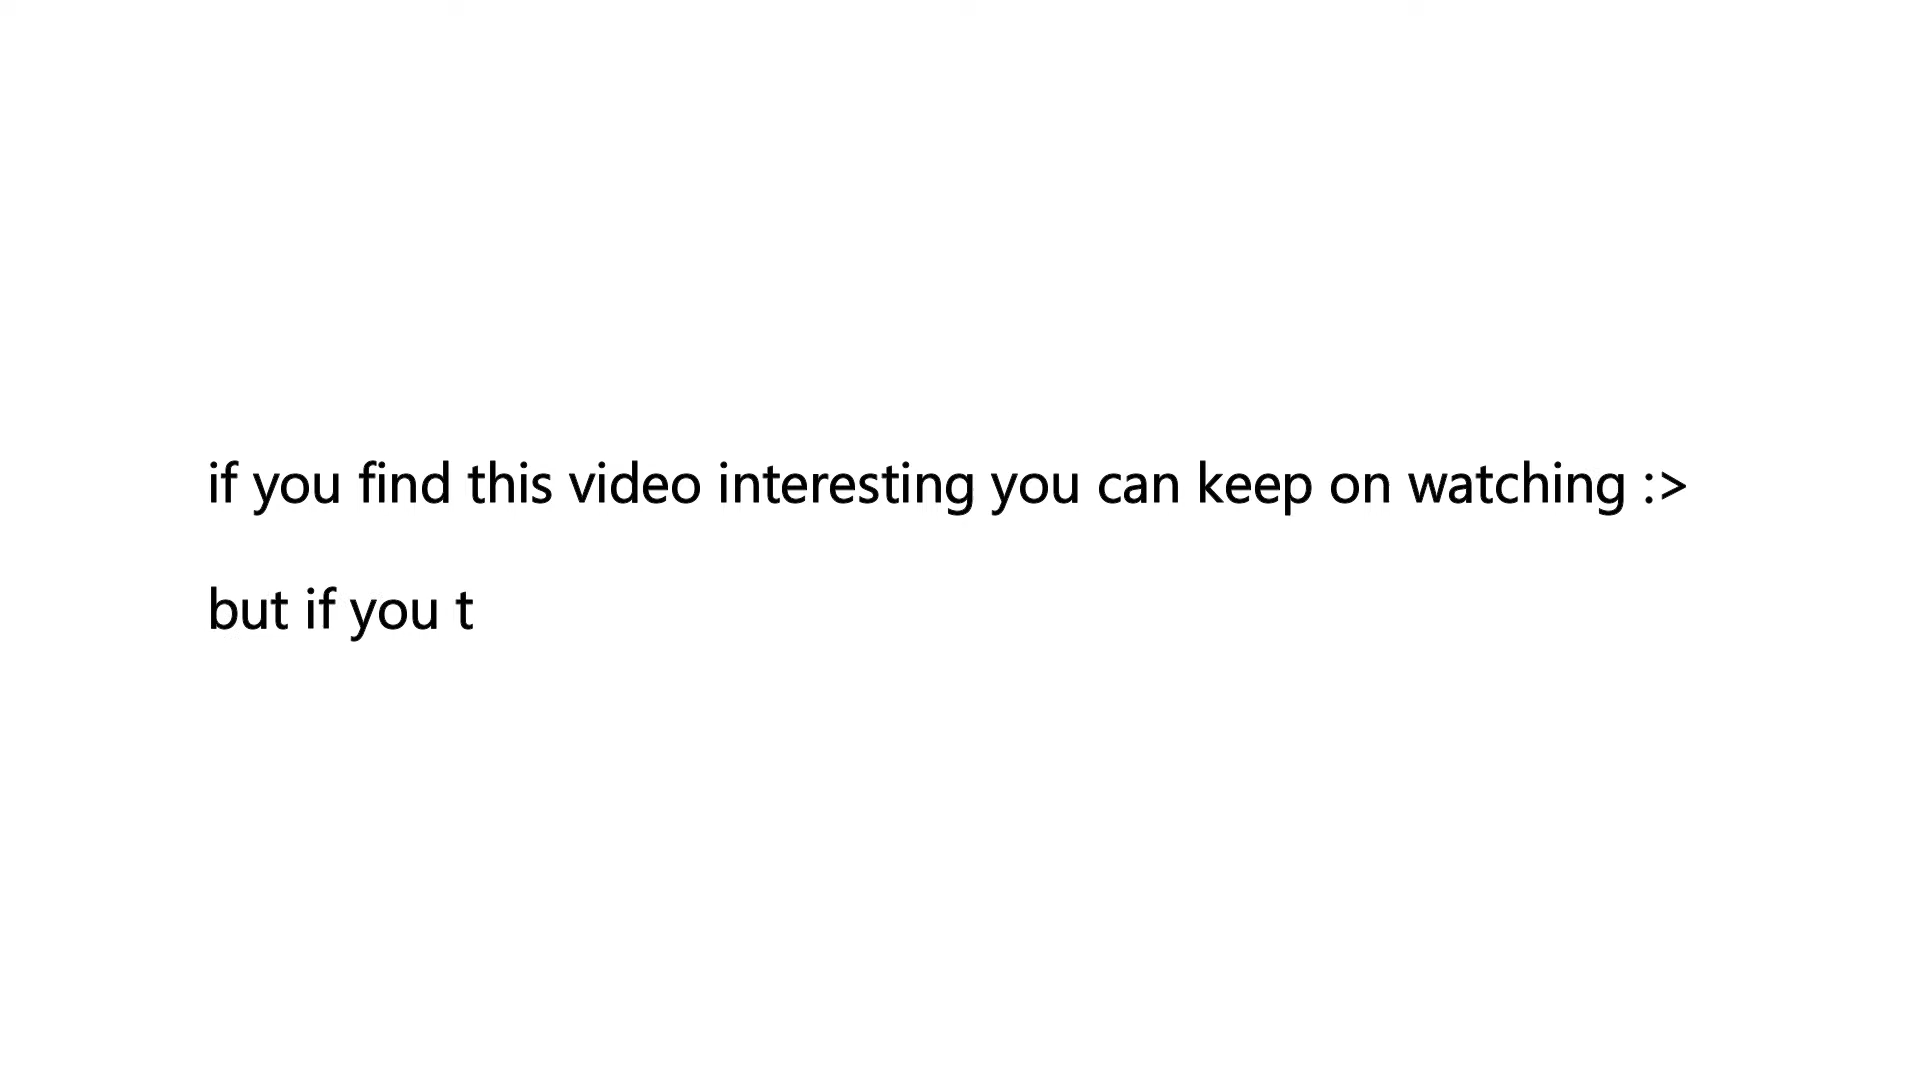 if you find this video interesting you can keep on watching :>
but if you t